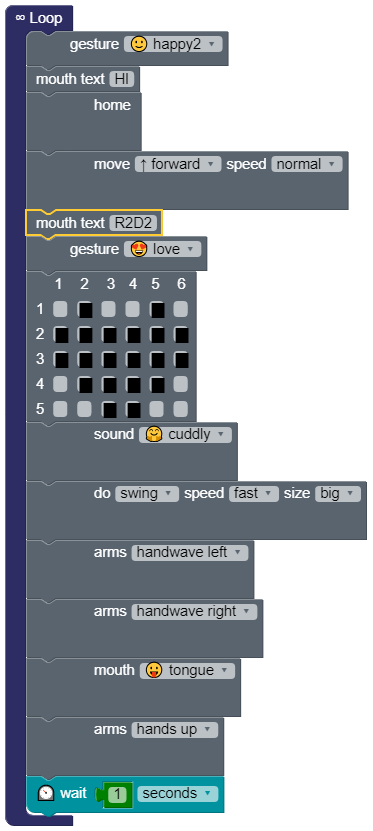 ∞ Loop
gesture 🙂 happy2
mouth text HI
home
move ↑ forward speed normal
mouth text R2D2
gesture 😍 love
1 2 3 4 5 6
1
2
3
4
5
sound 🤗 cuddly
do swing speed fast size big
arms handwave left
arms handwave right
mouth 😛 tongue
arms hands up
wait 1 seconds